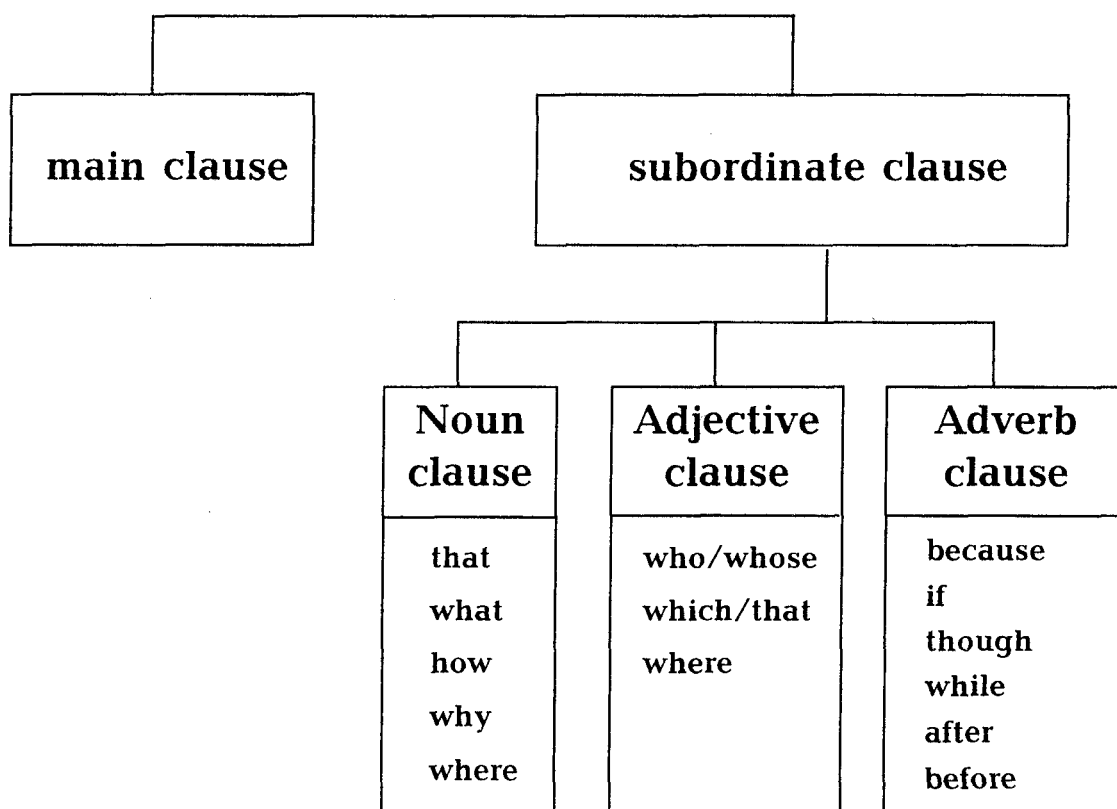 main clause
subordinate clause
Noun
clause
that
what
how
why
where
Adjective
clause
who/whose
which/that
where
Adverb
clause
because
if
though
while
after
before